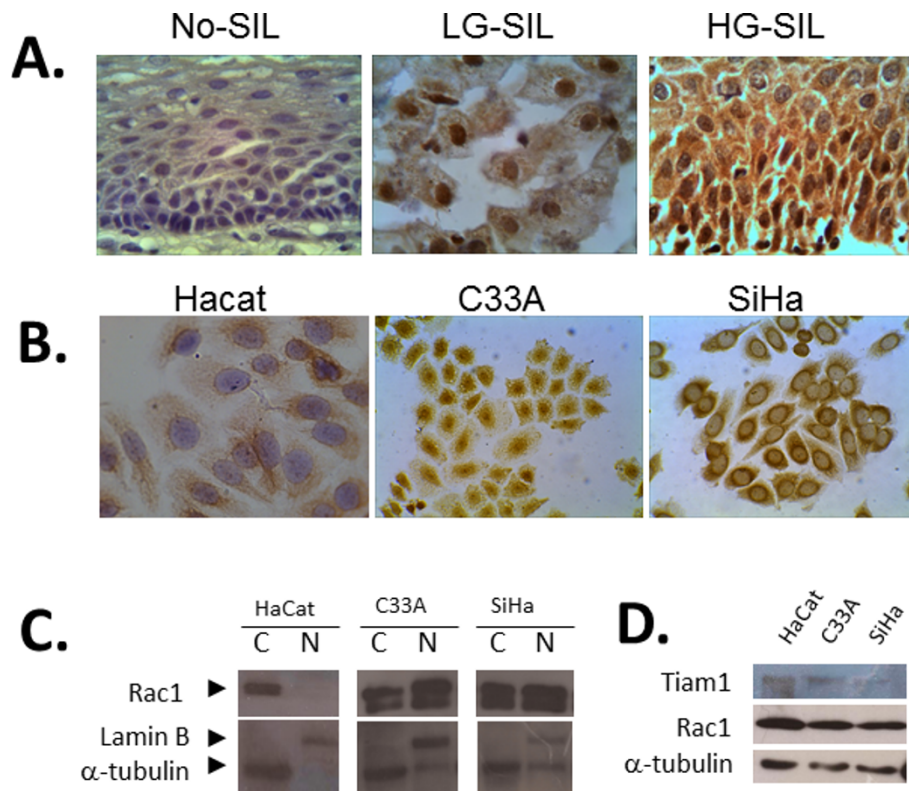 A.
No-SIL LG-SIL HG-SIL
B.
Hacat C33A SiHa
C.
HaCat C33A SiHa
C N C N C N
Rac1
Lamin B
α-tubulin
D.
HaCat C33A SiHa
Tiam1
Rac1
α-tubulin